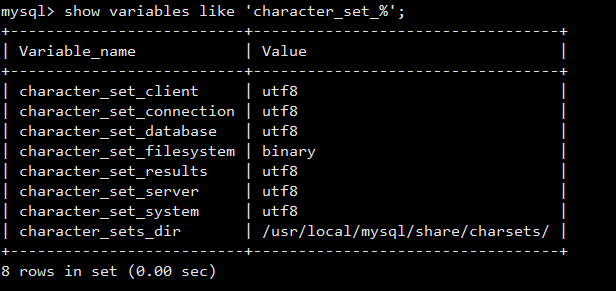 mysql> show variables like 'character_set_%';
+--------------------------+----------------------------------+
| Variable_name            | Value                            |
+--------------------------+----------------------------------+
| character_set_client     | utf8                             |
| character_set_connection | utf8                             |
| character_set_database   | utf8                             |
| character_set_filesystem | binary                           |
| character_set_results    | utf8                             |
| character_set_server     | utf8                             |
| character_set_system     | utf8                             |
| character_sets_dir       | /usr/local/mysql/share/charsets/ |
+--------------------------+----------------------------------+
8 rows in set (0.00 sec)